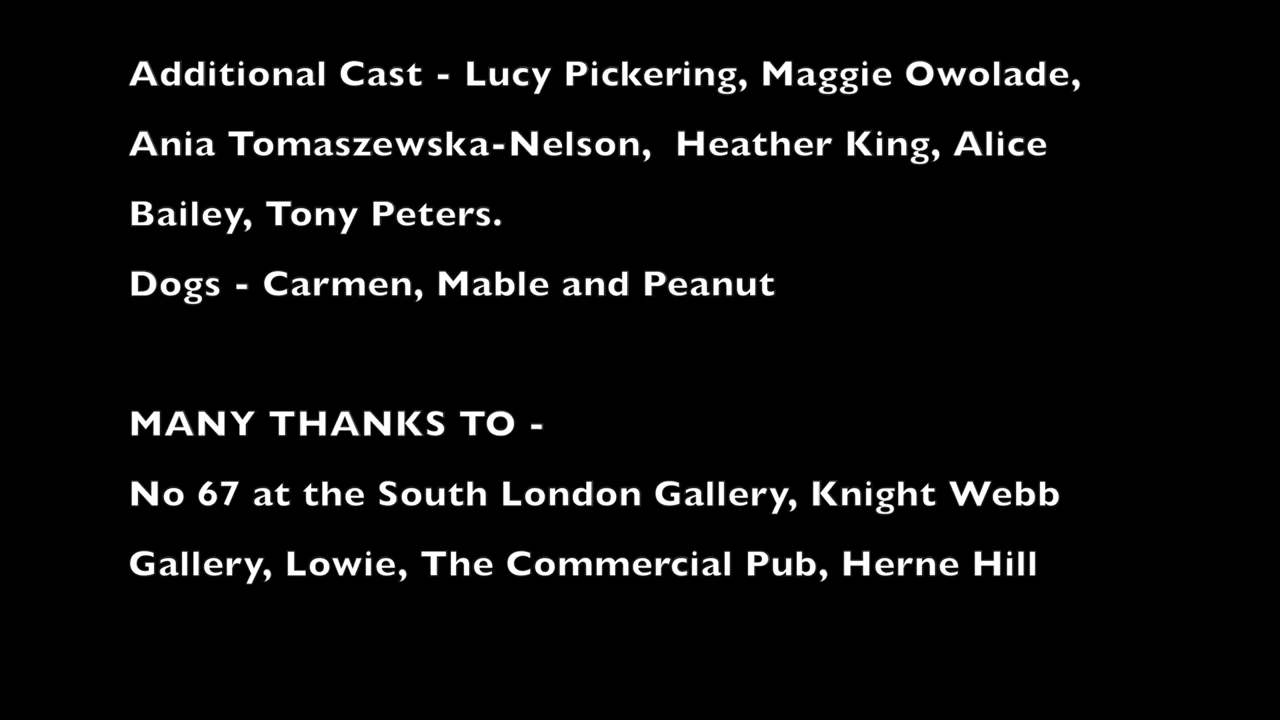 Additional Cast - Lucy Pickering, Maggie Owolade,
Ania Tomaszewska-Nelson,  Heather King, Alice
Bailey, Tony Peters.
Dogs - Carmen, Mable and Peanut
MANY THANKS TO -
No 67 at the South London Gallery, Knight Webb
Gallery, Lowie, The Commercial Pub, Herne Hill